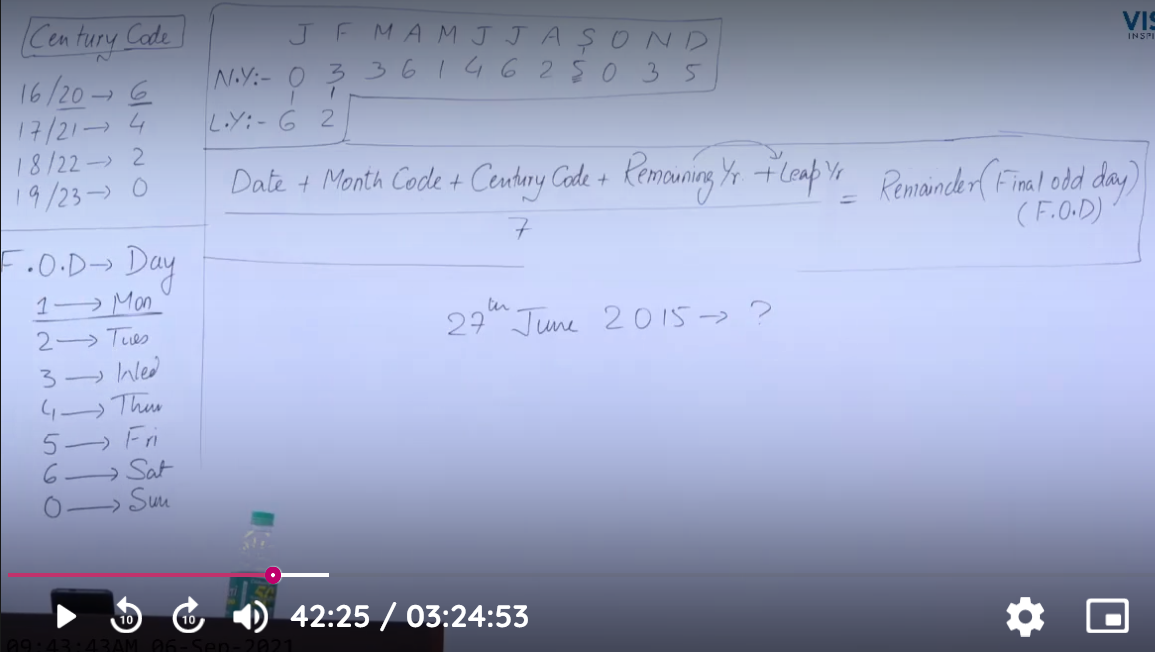 Century Code
16/20→ 6
17/21→ 4
18/22→ 2
19/23→ 0
J F M A M J J A S O N D
N.Y:- 0 3 3 6 1 4 6 2 5 0 3 5
L.Y:- 6 2
Date + Month Code + Century Code + Remaining Yr. + Leap Yr
7
= Remainder (Final odd day)
(F.O.D)
F.O.D→ Day
1 → Mon
2 → Tues
3 → Wed
4 → Thur
5 → Fri
6 → Sat
0 → Sun
27th June 2015→ ?
VIS
INSPI
10
10
42:25 / 03:24:53
09:43:43AM 06-Sep-2021